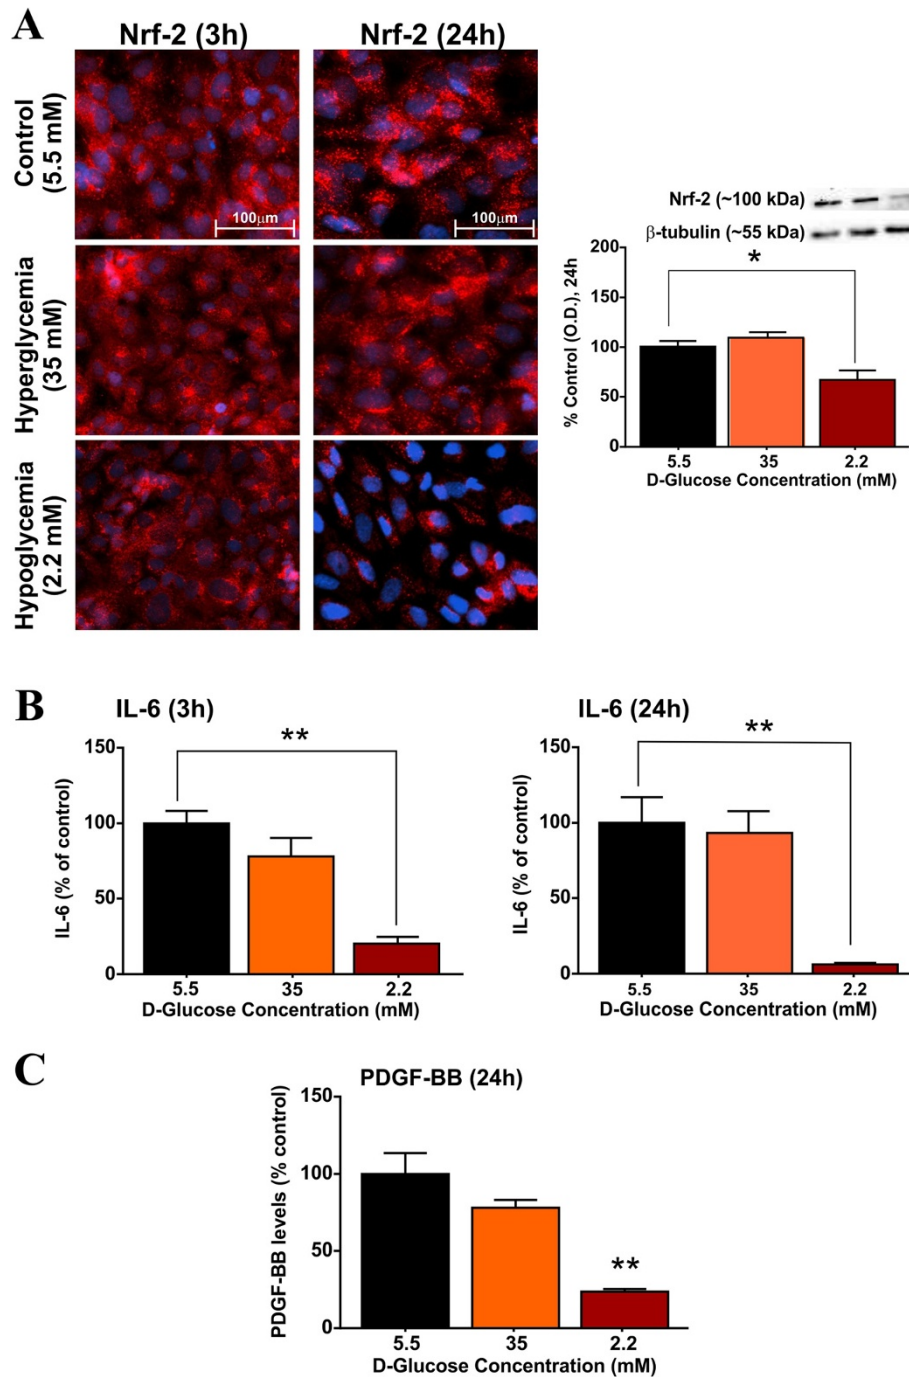 A
Nrf-2 (3h)
Nrf-2 (24h)
Control
(5.5 mM)
100µm
100µm
Hyperglycemia
(35 mM)
Hypoglycemia
(2.2 mM)
Nrf-2 (~100 kDa)
β-tubulin (~55 kDa)
% Control (O.D.), 24h
200
150
100
50
0
*
5.5
35
2.2
D-Glucose Concentration (mM)
B
IL-6 (3h)
IL-6 (% of control)
150
100
50
0
**
5.5
35
2.2
D-Glucose Concentration (mM)
IL-6 (24h)
IL-6 (% of control)
150
100
50
0
**
5.5
35
2.2
D-Glucose Concentration (mM)
C
PDGF-BB (24h)
PDGF-BB levels (% control)
150
100
50
0
**
5.5
35
2.2
D-Glucose Concentration (mM)